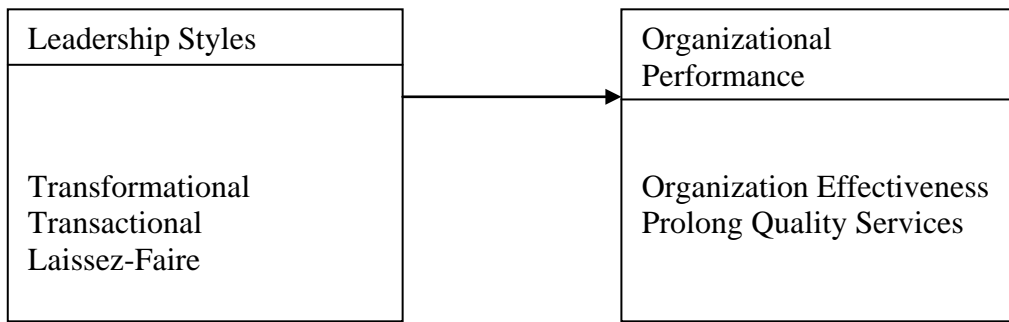 Leadership Styles
Transformational
Transactional
Laissez-Faire
Organizational
Performance
Organization Effectiveness
Prolong Quality Services